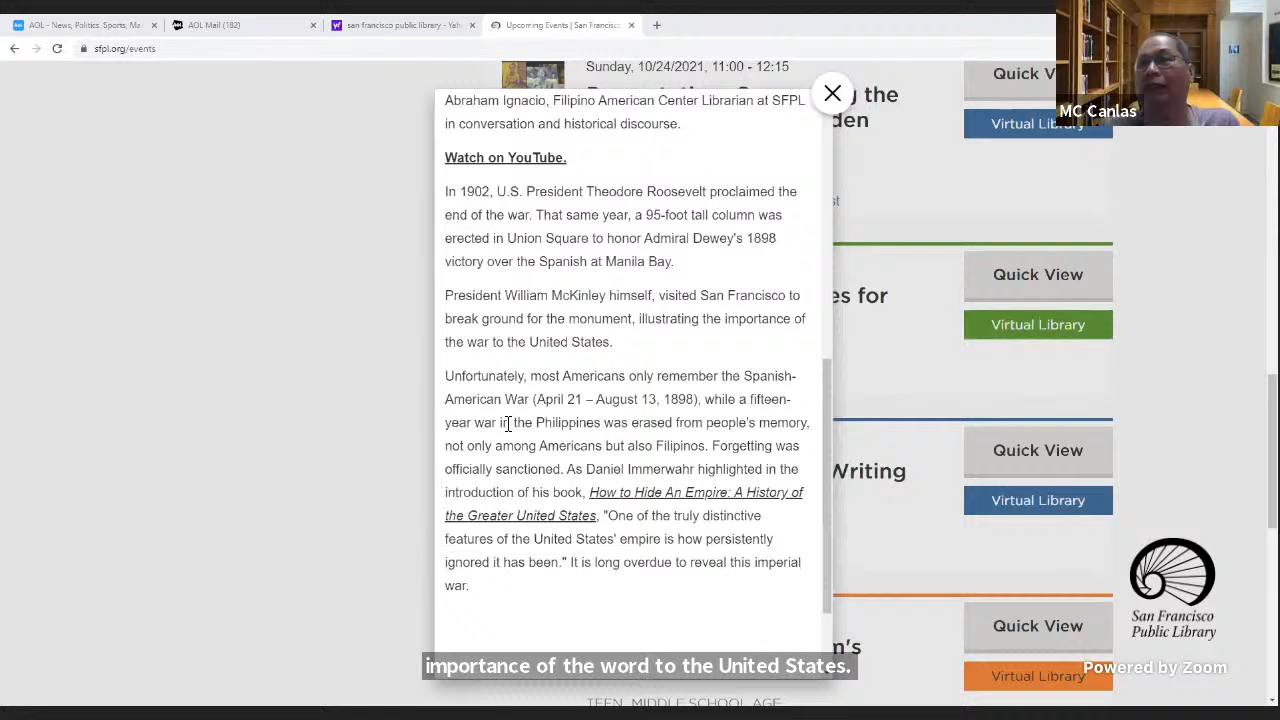 AOL - News, Politics, Sports, Ma
AOL Mail (182)
san francisco public library - Yah
Upcoming Events | San Francisc
sfpl.org/events
Sunday, 10/24/2021, 11:00 - 12:15
g the
den
Quick V
Virtual Library
MC Canlas
Abraham Ignacio, Filipino American Center Librarian at SFPL
in conversation and historical discourse.
Watch on YouTube.
In 1902, U.S. President Theodore Roosevelt proclaimed the
end of the war. That same year, a 95-foot tall column was
erected in Union Square to honor Admiral Dewey's 1898
victory over the Spanish at Manila Bay.
President William McKinley himself, visited San Francisco to
break ground for the monument, illustrating the importance of
the war to the United States.
Unfortunately, most Americans only remember the Spanish-
American War (April 21 – August 13, 1898), while a fifteen-
year war in the Philippines was erased from people's memory,
not only among Americans but also Filipinos. Forgetting was
officially sanctioned. As Daniel Immerwahr highlighted in the
introduction of his book, How to Hide An Empire: A History of
the Greater United States, "One of the truly distinctive
features of the United States' empire is how persistently
ignored it has been." It is long overdue to reveal this imperial
war.
st
es for
Quick View
Virtual Library
Writing
Quick View
Virtual Library
n's
Quick View
Virtual Library
TEEN, MIDDLE SCHOOL AGE
San Francisco
Public Library
Powered by Zoom
importance of the word to the United States.